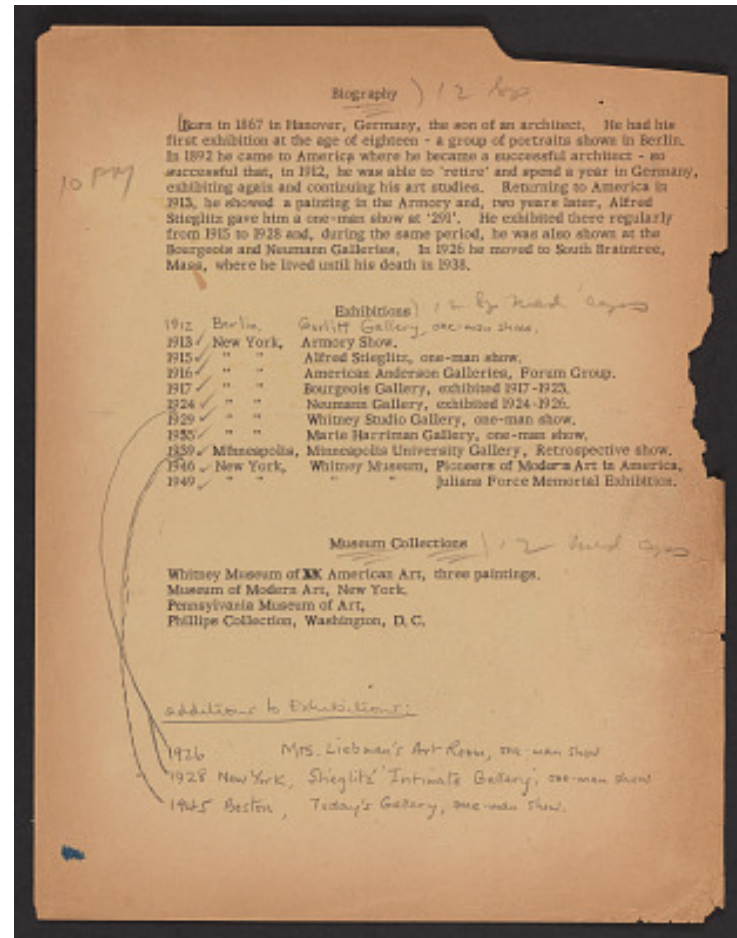 Biography ) 12
Born in 1867 in Hanover, Germany, the son of an architect. He had his
first exhibition at the age of eighteen - a group of portraits shown in Berlin.
In 1892 he came to America where he became a successful architect - so
successful that, in 1912, he was able to 'retire' and spend a year in Germany,
10 PM
exhibiting again and continuing his art studies. Returning to America in
1913, he showed a painting in the Armory and, two years later, Alfred
Stieglitz gave him a one-man show at '291'. He exhibited there regularly
from 1915 to 1928 and, during the same period, he was also shown at the
Bourgeois and Neumann Galleries. In 1926 he moved to South Braintree,
Mass, where he lived until his death in 1938.
Exhibitions ) 12
1912 Berlin, Gurlitt Gallery, one-man show.
1913 ✓ New York, Armory Show.
1915 ✓ " " Alfred Stieglitz, one-man show.
1916 ✓ " " American Anderson Galleries, Forum Group.
1917 ✓ " " Bourgeois Gallery, exhibited 1917-1923.
1924 ✓ " " Neumann Gallery, exhibited 1924-1926.
1929 ✓ " " Whitney Studio Gallery, one-man show.
1935 ✓ " " Marie Harriman Gallery, one-man show.
1939 ✓ Minneapolis, Minneapolis University Gallery, Retrospective show.
1946 ✓ New York, Whitney Museum, Pioneers of Modern Art in America,
1949 ✓ " " " " Juliana Force Memorial Exhibition.
Museum Collections ) 12
Whitney Museum of XX American Art, three paintings.
Museum of Modern Art, New York.
Pennsylvania Museum of Art,
Phillips Collection, Washington, D.C.
additions to Exhibitions:
1926 Mrs. Liebman's Art Room, one-man show
1928 New York, Stieglitz' 'Intimate Gallery', one-man show
1945 Boston, Today's Gallery, one-man show.